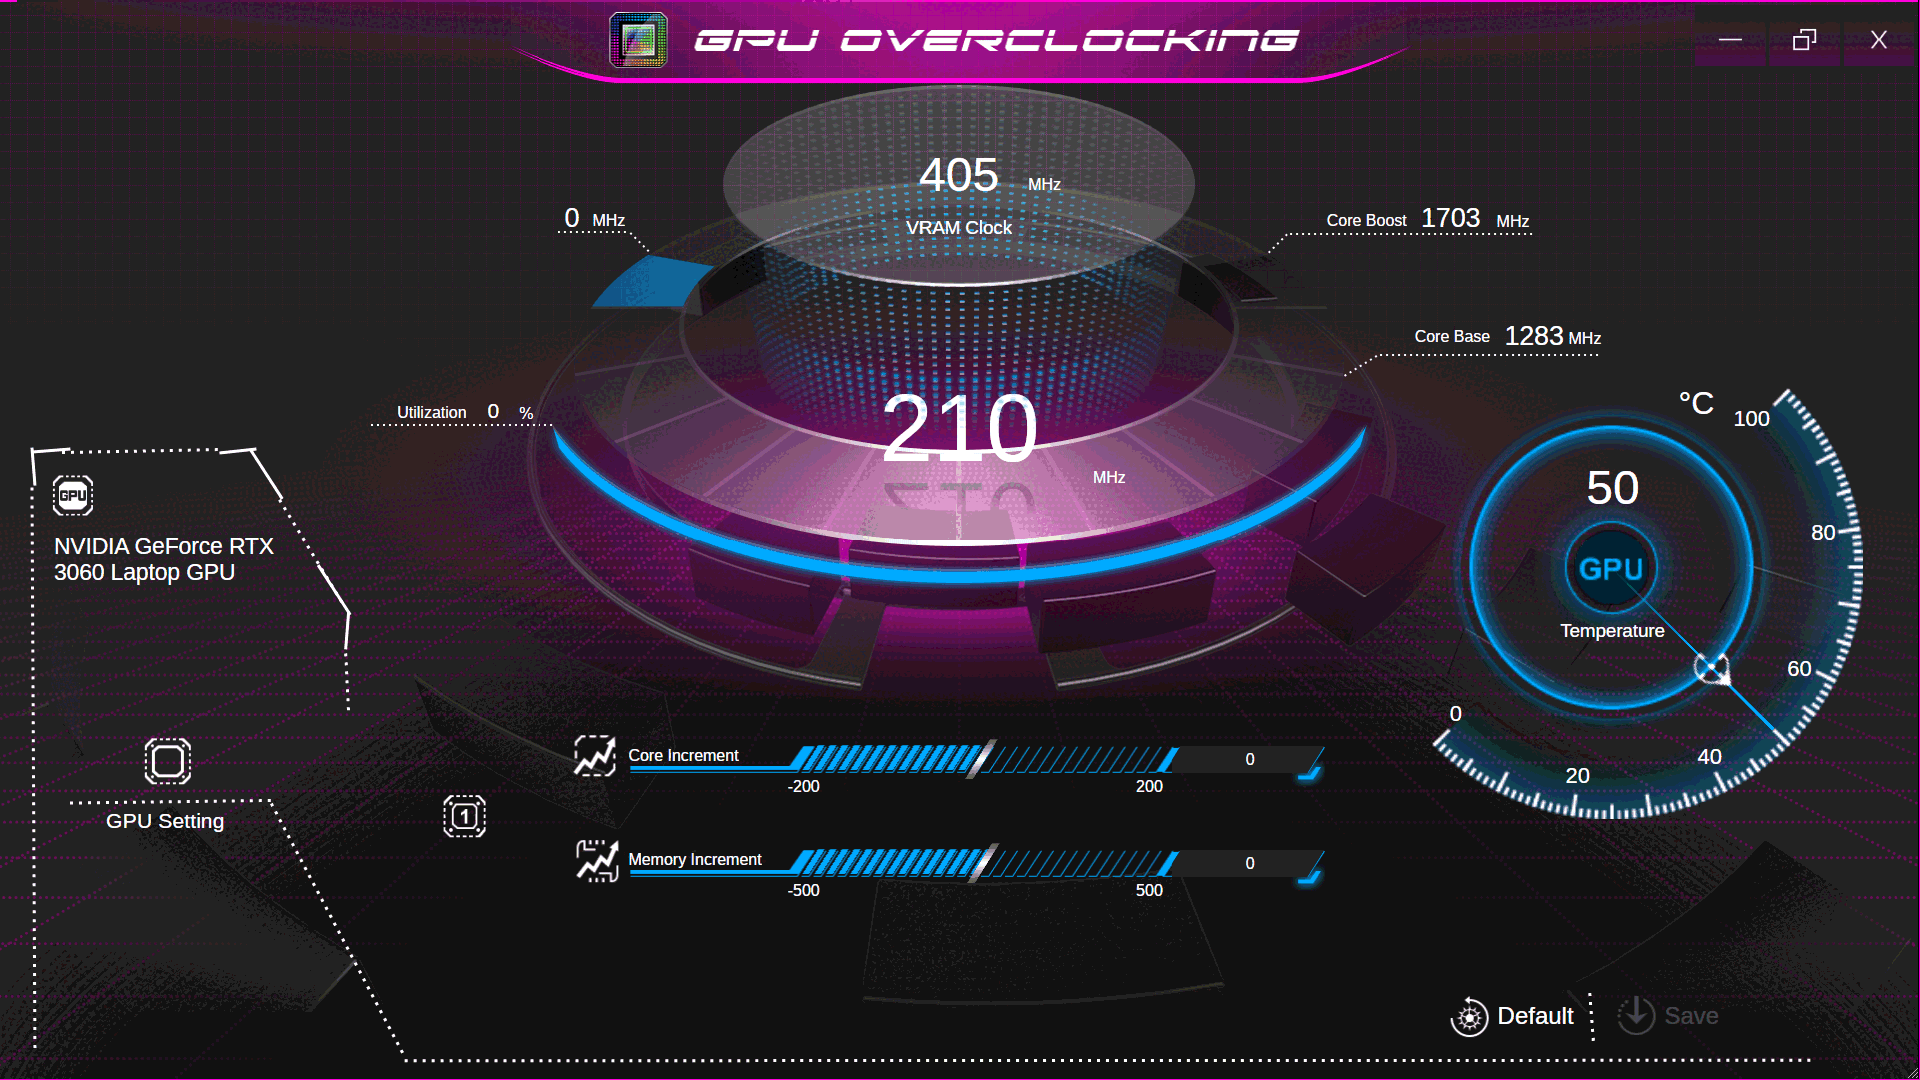 GPU OVERCLOCKING
X
405 MHz
VRAM Clock
0 MHz
Core Boost 1703 MHz
Core Base 1283 MHz
Utilization 0 %
210
MHz
GPU
NVIDIA GeForce RTX
3060 Laptop GPU
°C
100
80
60
40
20
0
50
GPU
Temperature
GPU Setting
1
Core Increment
0
-200
200
Memory Increment
0
-500
500
Default
Save